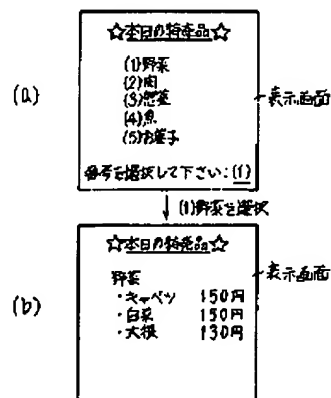 ☆本日の特産品☆
(1)野菜
(2)肉
(3)惣菜
(4)魚
(5)お菓子
番号を選択して下さい:(1)
(a)
表示画面
(1)野菜を選択
☆本日の特売品☆
野菜
・キャベツ 150円
・白菜 150円
・大根 130円
(b)
表示画面